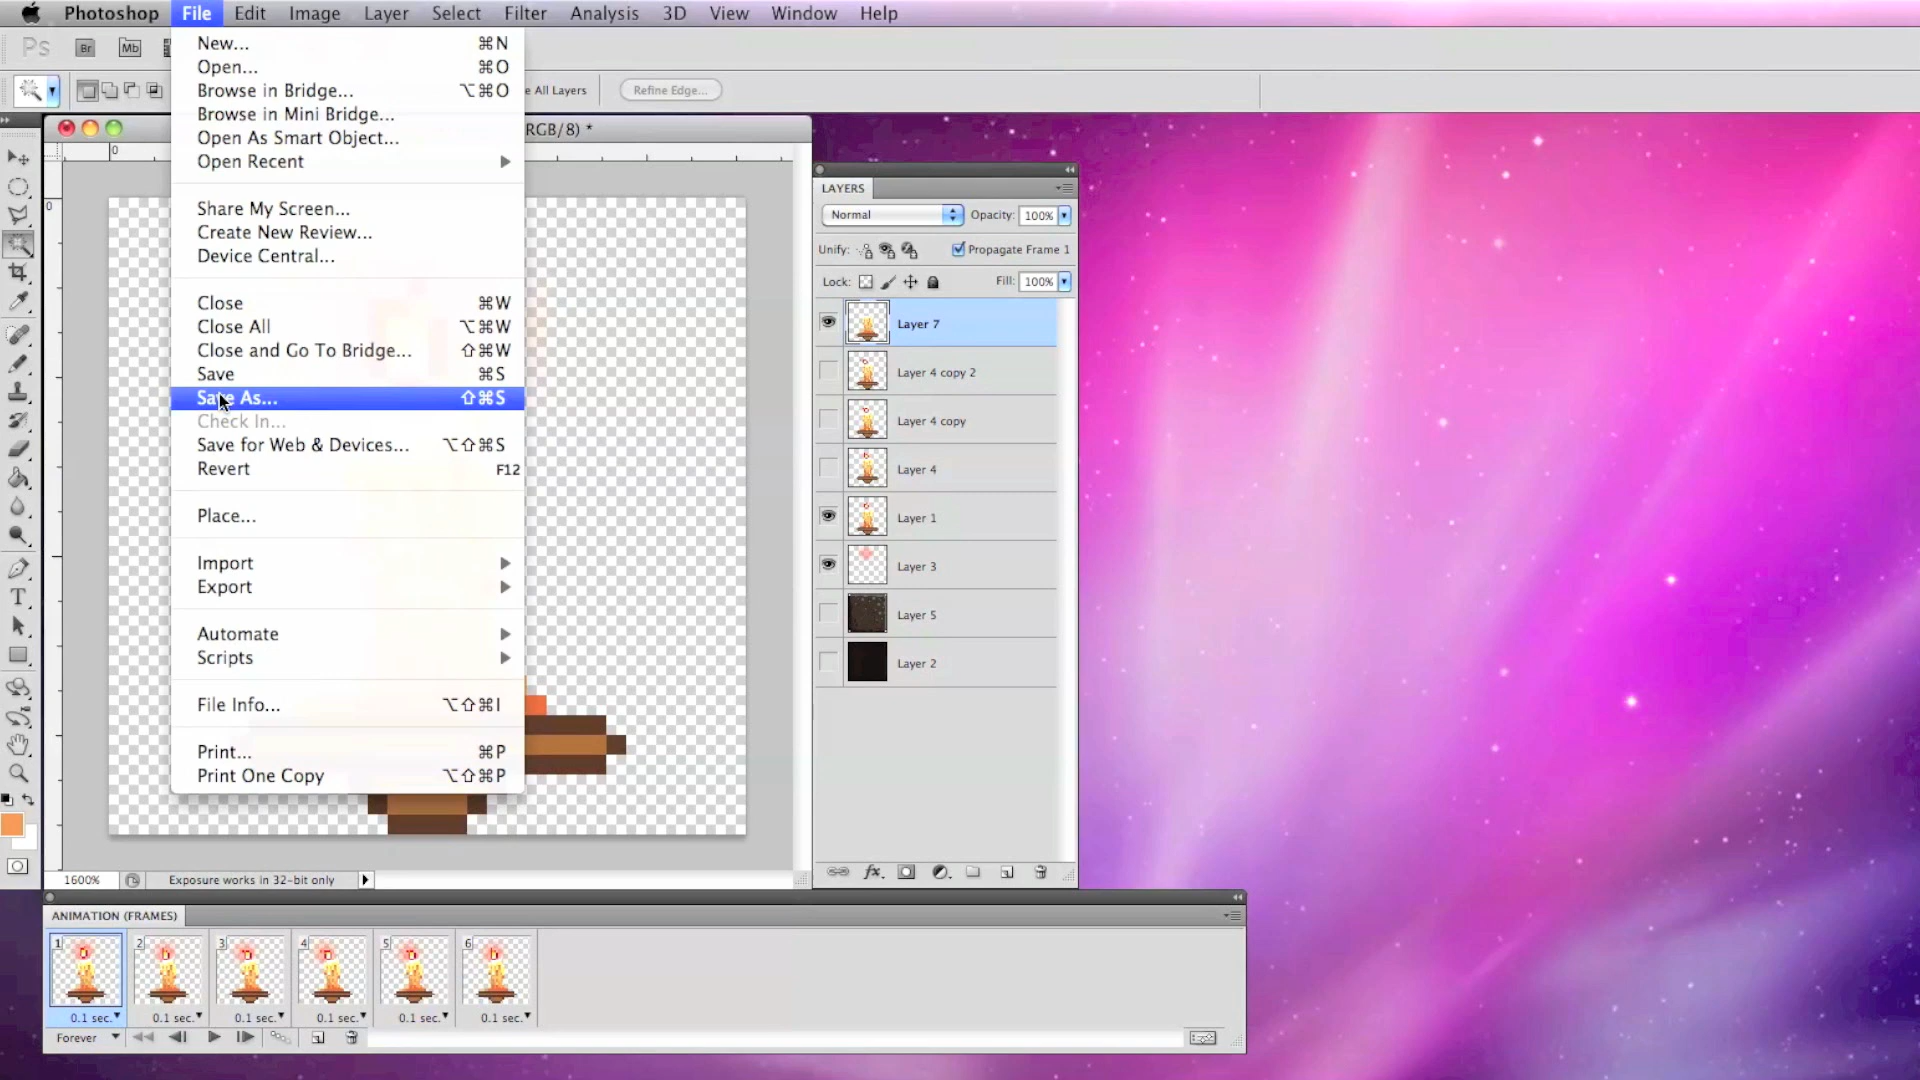 Photoshop File Edit Image Layer Select Filter Analysis 3D View Window Help
Ps Br Mb
e All Layers Refine Edge...
RGB/8) *
0
0
New... ⌘N
Open... ⌘O
Browse in Bridge... ⌥⌘O
Browse in Mini Bridge...
Open As Smart Object...
Open Recent
Share My Screen...
Create New Review...
Device Central...
Close ⌘W
Close All ⌥⌘W
Close and Go To Bridge... ⇧⌘W
Save ⌘S
Save As... ⇧⌘S
Check In...
Save for Web & Devices... ⌥⇧⌘S
Revert F12
Place...
Import
Export
Automate
Scripts
File Info... ⌥⇧⌘I
Print... ⌘P
Print One Copy ⌥⇧⌘P
1600% Exposure works in 32-bit only
LAYERS
Normal Opacity: 100%
Unify: Propagate Frame 1
Lock: Fill: 100%
Layer 7
Layer 4 copy 2
Layer 4 copy
Layer 4
Layer 1
Layer 3
Layer 5
Layer 2
fx
ANIMATION (FRAMES)
1 2 3 4 5 6
0.1 sec. 0.1 sec. 0.1 sec. 0.1 sec. 0.1 sec. 0.1 sec.
Forever